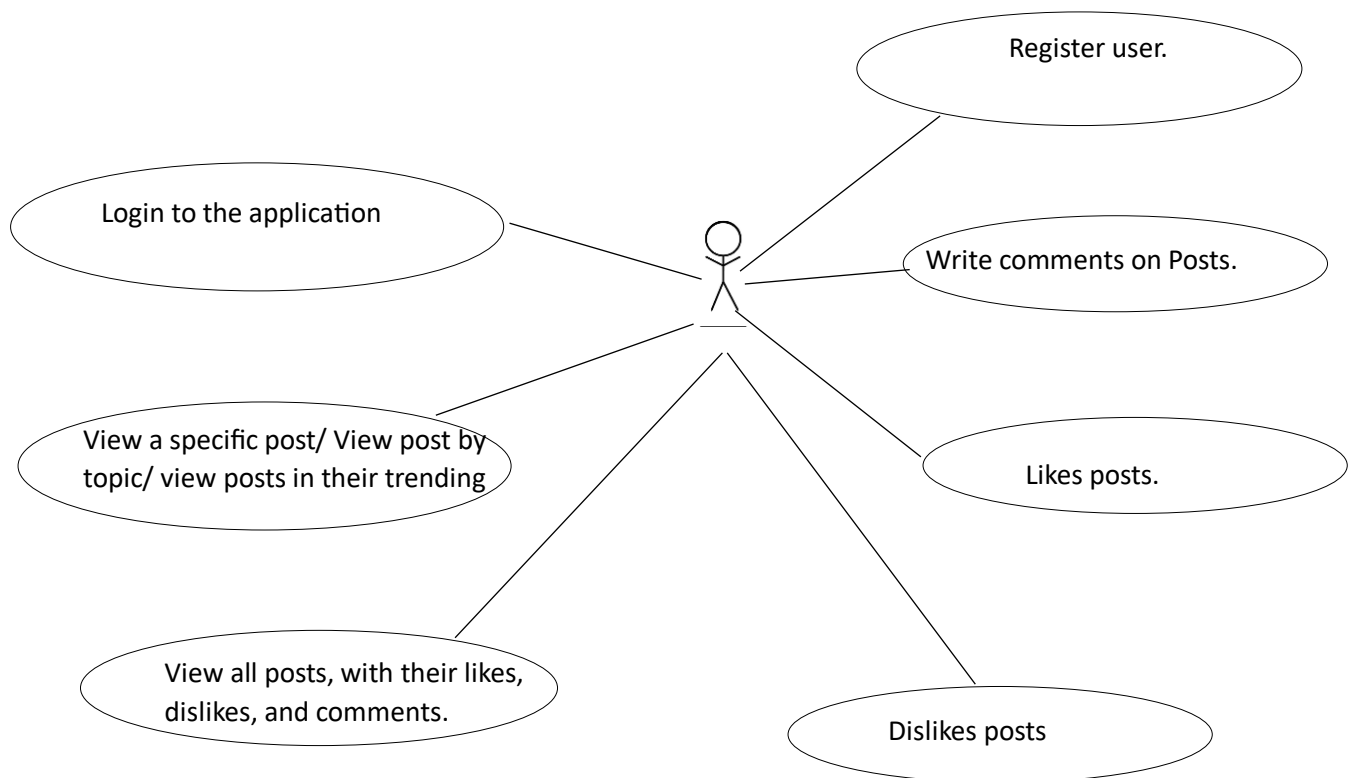 Register user.
Login to the application
Write comments on Posts.
View a specific post/ View post by
topic/ view posts in their trending
Likes posts.
View all posts, with their likes,
dislikes, and comments.
Dislikes posts